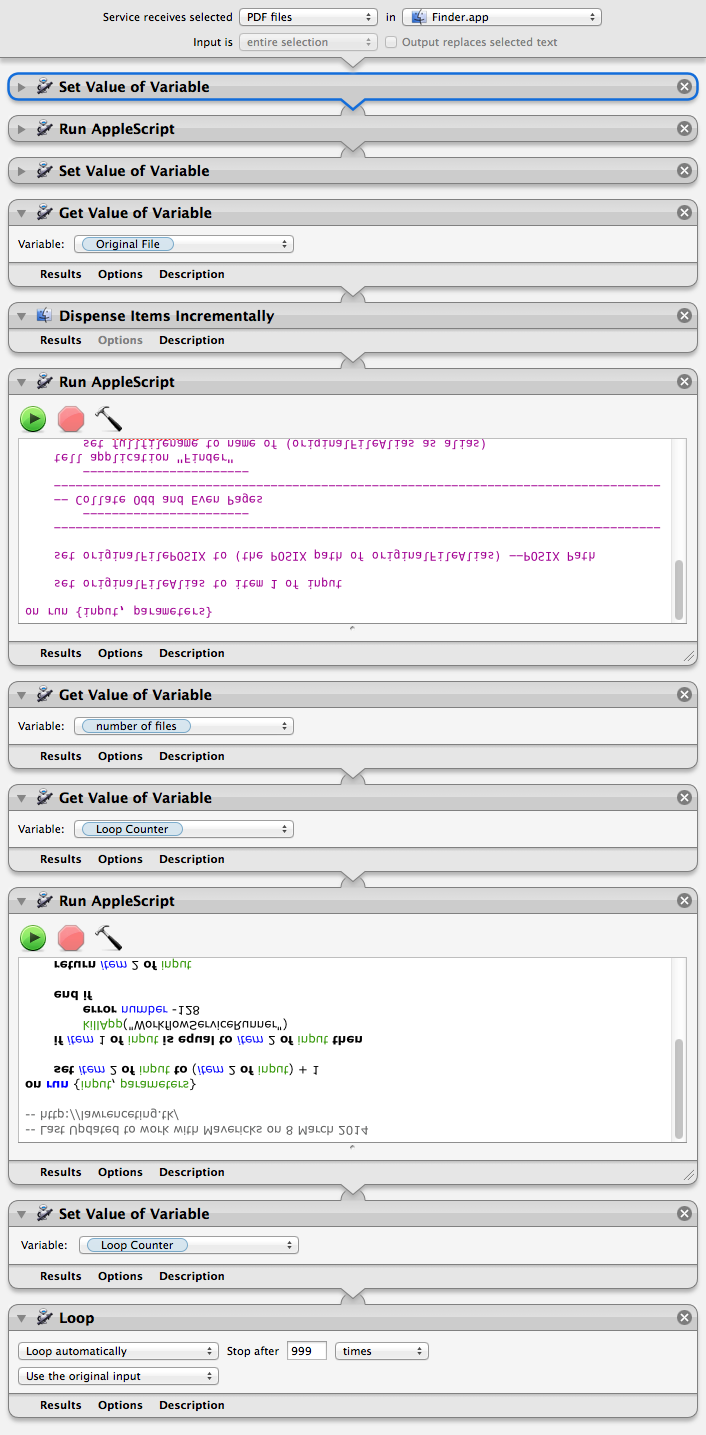 Service receives selected PDF files in Finder.app
Input is entire selection Output replaces selected text
Set Value of Variable
Run AppleScript
Set Value of Variable
Get Value of Variable
Variable: Original File
Results Options Description
Dispense Items Incrementally
Results Options Description
Run AppleScript
on run {input, parameters}
set originalFileAlias to item 1 of input
set originalFilePOSIX to (the POSIX path of originalFileAlias) --POSIX Path
-- Collate Odd and Even Pages
tell application "Finder"
set fullfilename to name of (originalFileAlias as alias)
Results Options Description
Get Value of Variable
Variable: number of files
Results Options Description
Get Value of Variable
Variable: Loop Counter
Results Options Description
Run AppleScript
-- Last Updated to work with Mavericks on 8 March 2014
-- http://lawrenceting.tk/
on run {input, parameters}
set item 2 of input to (item 2 of input) + 1
if item 1 of input is equal to item 2 of input then
killApp("WorkflowServiceRunner")
error number -128
end if
return item 2 of input
Results Options Description
Set Value of Variable
Variable: Loop Counter
Results Options Description
Loop
Loop automatically Stop after 999 times
Use the original input
Results Options Description